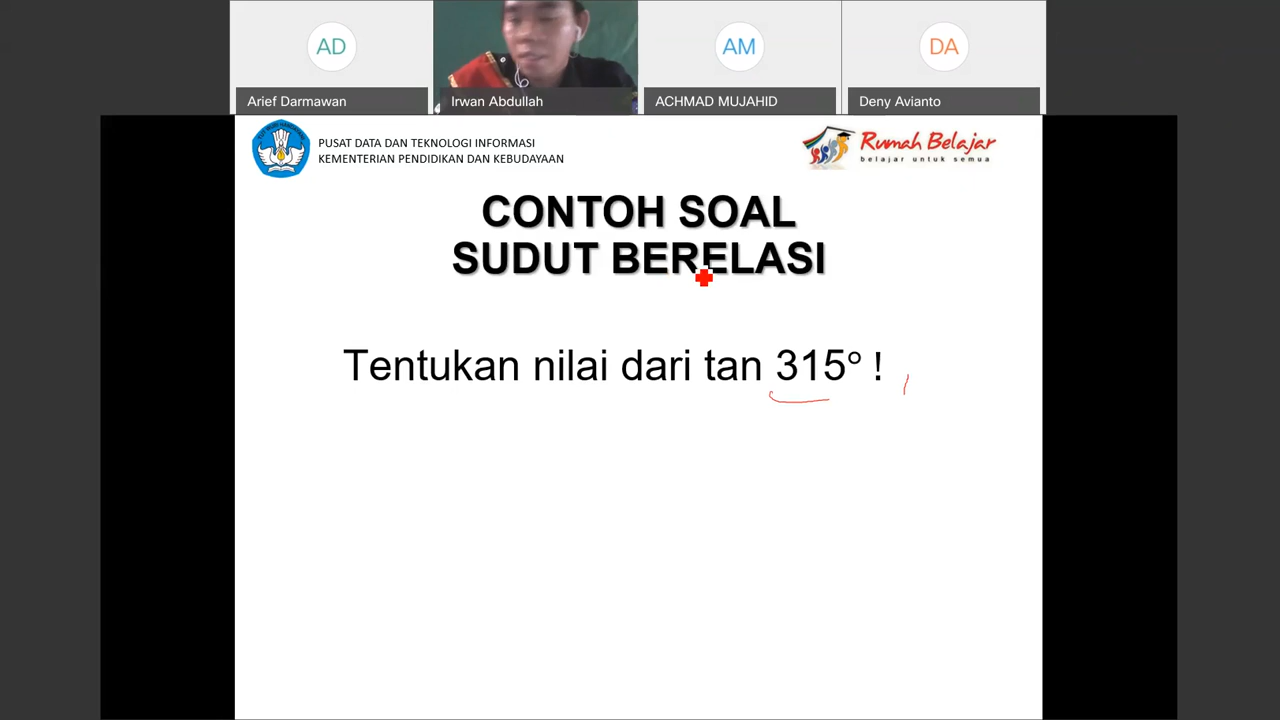 AD
AM
DA
Arief Darmawan
Irwan Abdullah
ACHMAD MUJAHID
Deny Avianto
PUSAT DATA DAN TEKNOLOGI INFORMASI
KEMENTERIAN PENDIDIKAN DAN KEBUDAYAAN
Rumah Belajar
belajar untuk semua
CONTOH SOAL
SUDUT BERELASI
Tentukan nilai dari tan 315° !